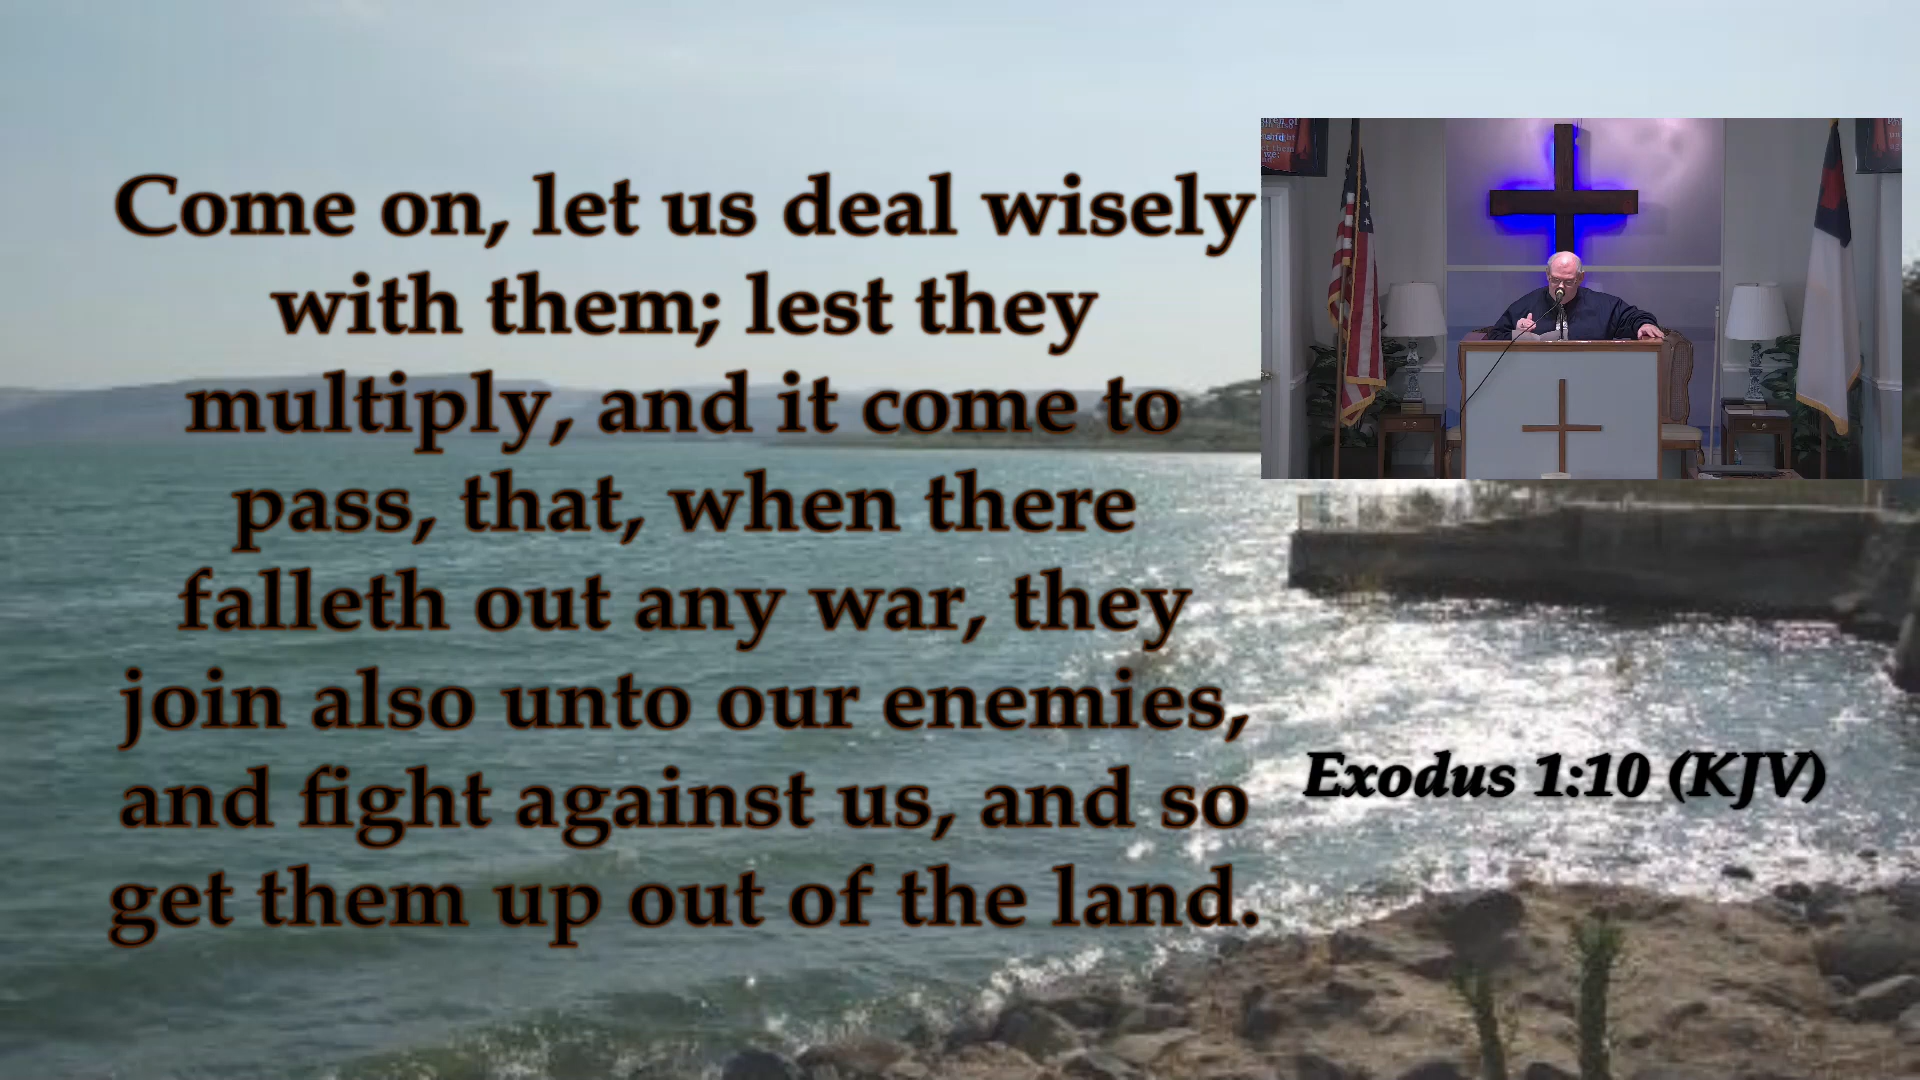 Come on, let us deal wisely
with them; lest they
multiply, and it come to
pass, that, when there
falleth out any war, they
join also unto our enemies,
and fight against us, and so
get them up out of the land.
Exodus 1:10 (KJV)